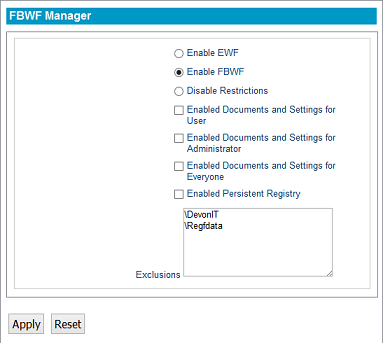 FBWF Manager
Enable EWF
Enable FBWF
Disable Restrictions
Enabled Documents and Settings for
User
Enabled Documents and Settings for
Administrator
Enabled Documents and Settings for
Everyone
Enabled Persistent Registry
\DevonIT
\Regfdata
Exclusions
Apply Reset